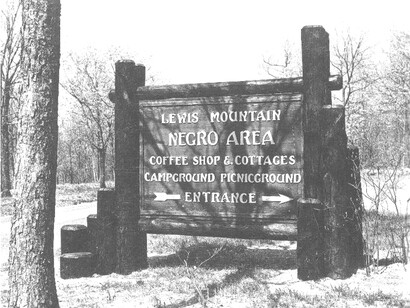 LEWIS MOUNTAIN
NEGRO AREA
COFFEE SHOP & COTTAGES
CAMPGROUND PICNICGROUND
ENTRANCE